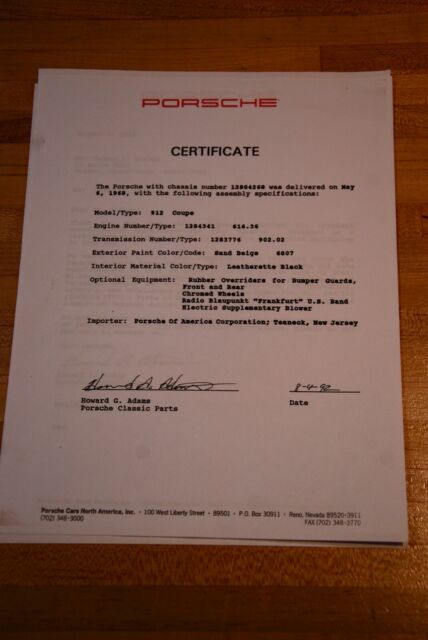 PORSCHE
CERTIFICATE
The Porsche with chassis number 12804268 was delivered on May
6, 1968, with the following assembly specifications:
Model/Type: 912 Coupe
Engine Number/Type: 1284341 616.36
Transmission Number/Type: 1283776 902.02
Exterior Paint Color/Code: Sand Beige 6807
Interior Material Color/Type: Leatherette Black
Optional Equipment: Rubber Overriders for Bumper Guards,
Front and Rear
Chromed Wheels
Radio Blaupunkt "Frankfurt" U.S. Band
Electric Supplementary Blower
Importer: Porsche Of America Corporation; Teaneck, New Jersey
Howard G. Adams 8-4-92
Howard G. Adams Date
Porsche Classic Parts
Porsche Cars North America, Inc. • 100 West Liberty Street • 89501 • P.O. Box 30911 • Reno, Nevada 89520-3911
(702) 348-3000 FAX (702) 348-3770